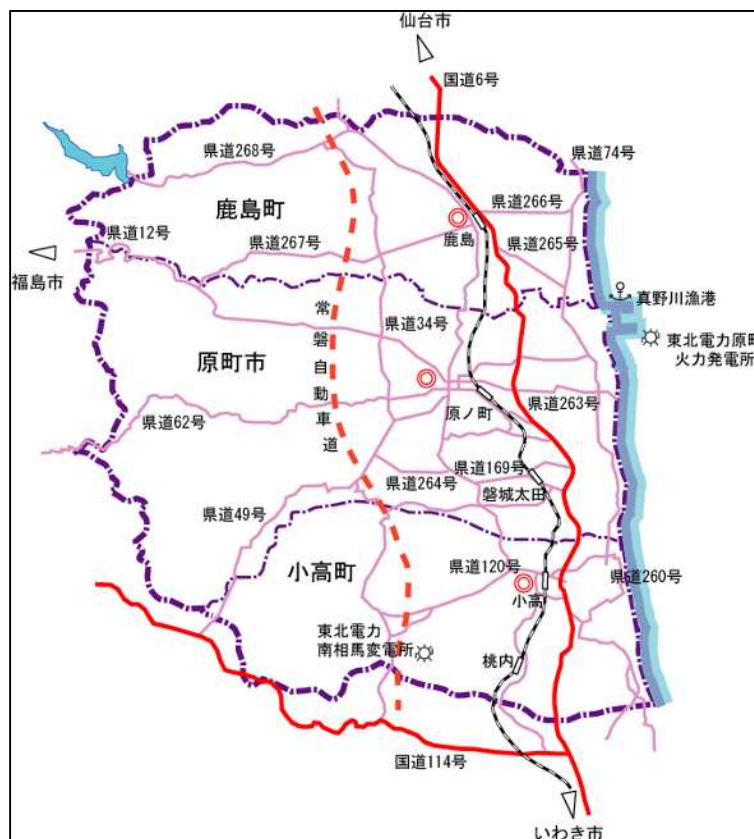 仙台市
国道6号
県道74号
県道268号
県道266号
鹿島町
鹿島
県道12号
県道267号
県道265号
福島市
真野川漁港
常磐自動車道
県道34号
東北電力原町
火力発電所
原町市
県道263号
原ノ町
県道62号
県道169号
県道264号
磐城太田
県道49号
県道120号
県道260号
小高町
小高
東北電力
南相馬変電所
桃内
国道114号
いわき市